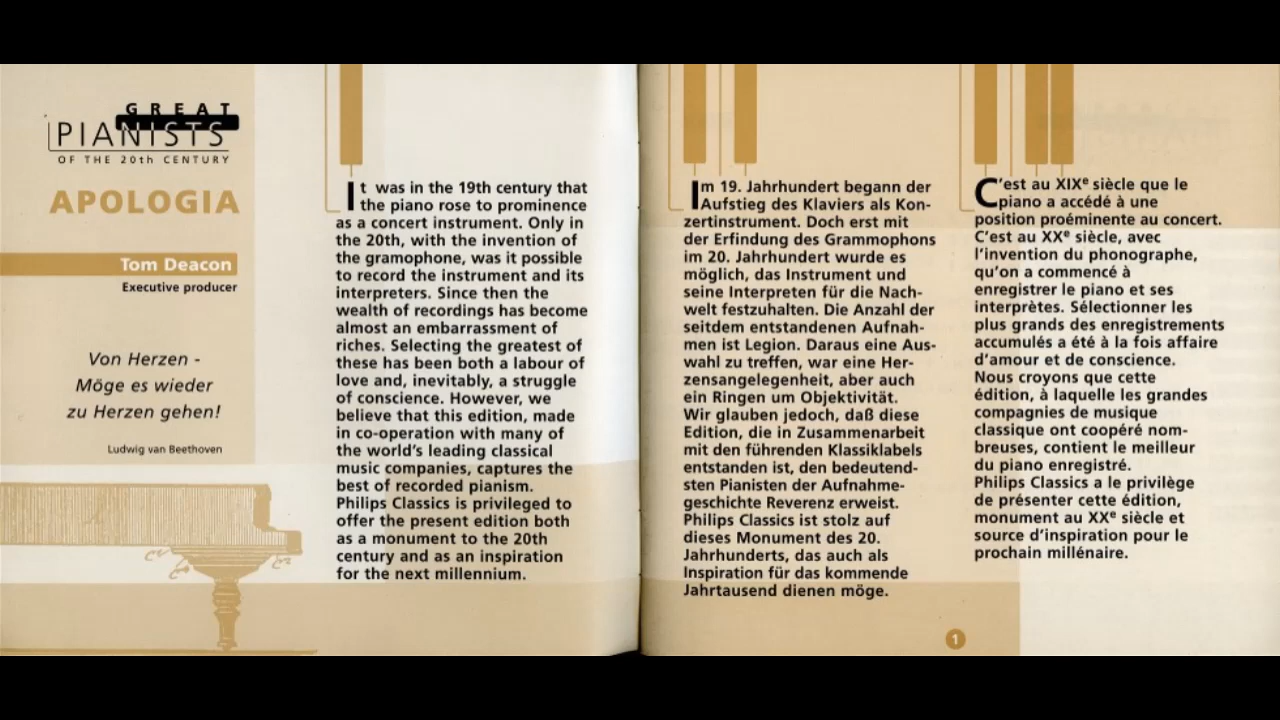 GREAT
PIANISTS
OF THE 20th CENTURY
APOLOGIA
Tom Deacon
Executive producer
Von Herzen -
Möge es wieder
zu Herzen gehen!
Ludwig van Beethoven
It was in the 19th century that
the piano rose to prominence
as a concert instrument. Only in
the 20th, with the invention of
the gramophone, was it possible
to record the instrument and its
interpreters. Since then the
wealth of recordings has become
almost an embarrassment of
riches. Selecting the greatest of
these has been both a labour of
love and, inevitably, a struggle
of conscience. However, we
believe that this edition, made
in co-operation with many of
the world's leading classical
music companies, captures the
best of recorded pianism.
Philips Classics is privileged to
offer the present edition both
as a monument to the 20th
century and as an inspiration
for the next millennium.
Im 19. Jahrhundert begann der
Aufstieg des Klaviers als Kon-
zertinstrument. Doch erst mit
der Erfindung des Grammophons
im 20. Jahrhundert wurde es
möglich, das Instrument und
seine Interpreten für die Nach-
welt festzuhalten. Die Anzahl der
seitdem entstandenen Aufnah-
men ist Legion. Daraus eine Aus-
wahl zu treffen, war eine Her-
zensangelegenheit, aber auch
ein Ringen um Objektivität.
Wir glauben jedoch, daß diese
Edition, die in Zusammenarbeit
mit den führenden Klassiklabels
entstanden ist, den bedeutend-
sten Pianisten der Aufnahme-
geschichte Reverenz erweist.
Philips Classics ist stolz auf
dieses Monument des 20.
Jahrhunderts, das auch als
Inspiration für das kommende
Jahrtausend dienen möge.
C'est au XIXe siècle que le
piano a accédé à une
position proéminente au concert.
C'est au XXe siècle, avec
l'invention du phonographe,
qu'on a commencé à
enregistrer le piano et ses
interprètes. Sélectionner les
plus grands des enregistrements
accumulés a été à la fois affaire
d'amour et de conscience.
Nous croyons que cette
édition, à laquelle les grandes
compagnies de musique
classique ont coopéré nom-
breuses, contient le meilleur
du piano enregistré.
Philips Classics a le privilège
de présenter cette édition,
monument au XXe siècle et
source d'inspiration pour le
prochain millénaire.
1